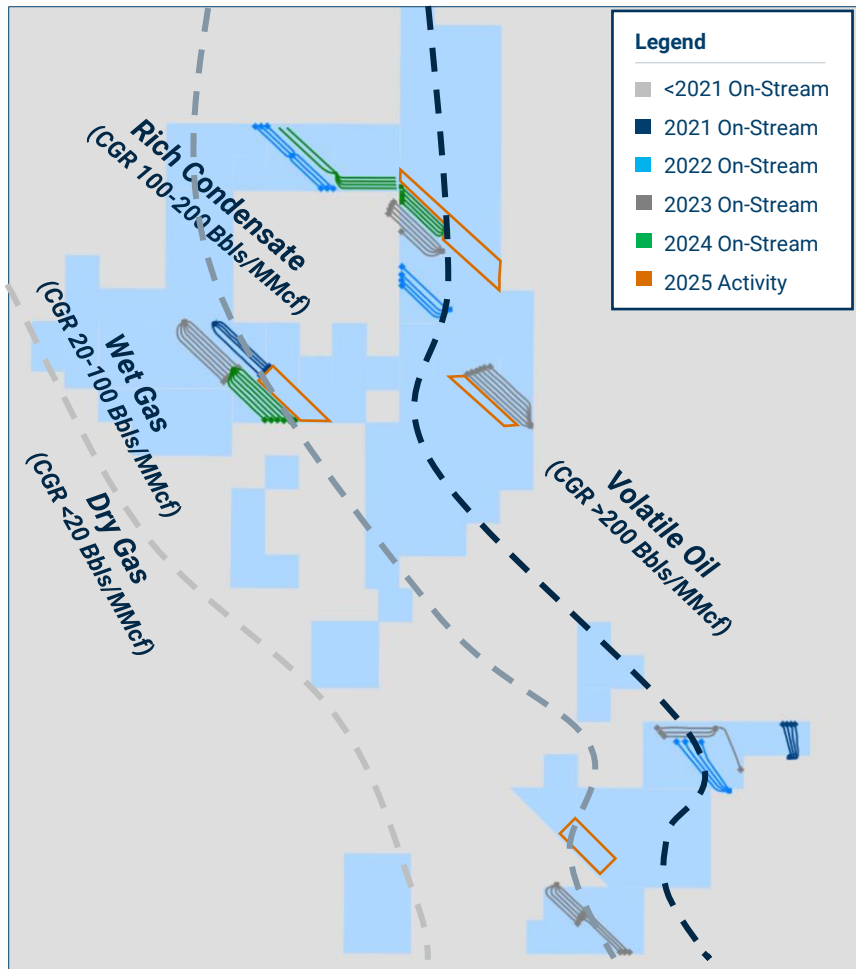 Legend
<2021 On-Stream
2021 On-Stream
2022 On-Stream
2023 On-Stream
2024 On-Stream
2025 Activity
Rich Condensate
(CGR 100-200 Bbls/MMcf)
Wet Gas
(CGR 20-100 Bbls/MMcf)
Dry Gas
(CGR <20 Bbls/MMcf)
Volatile Oil
(CGR >200 Bbls/MMcf)